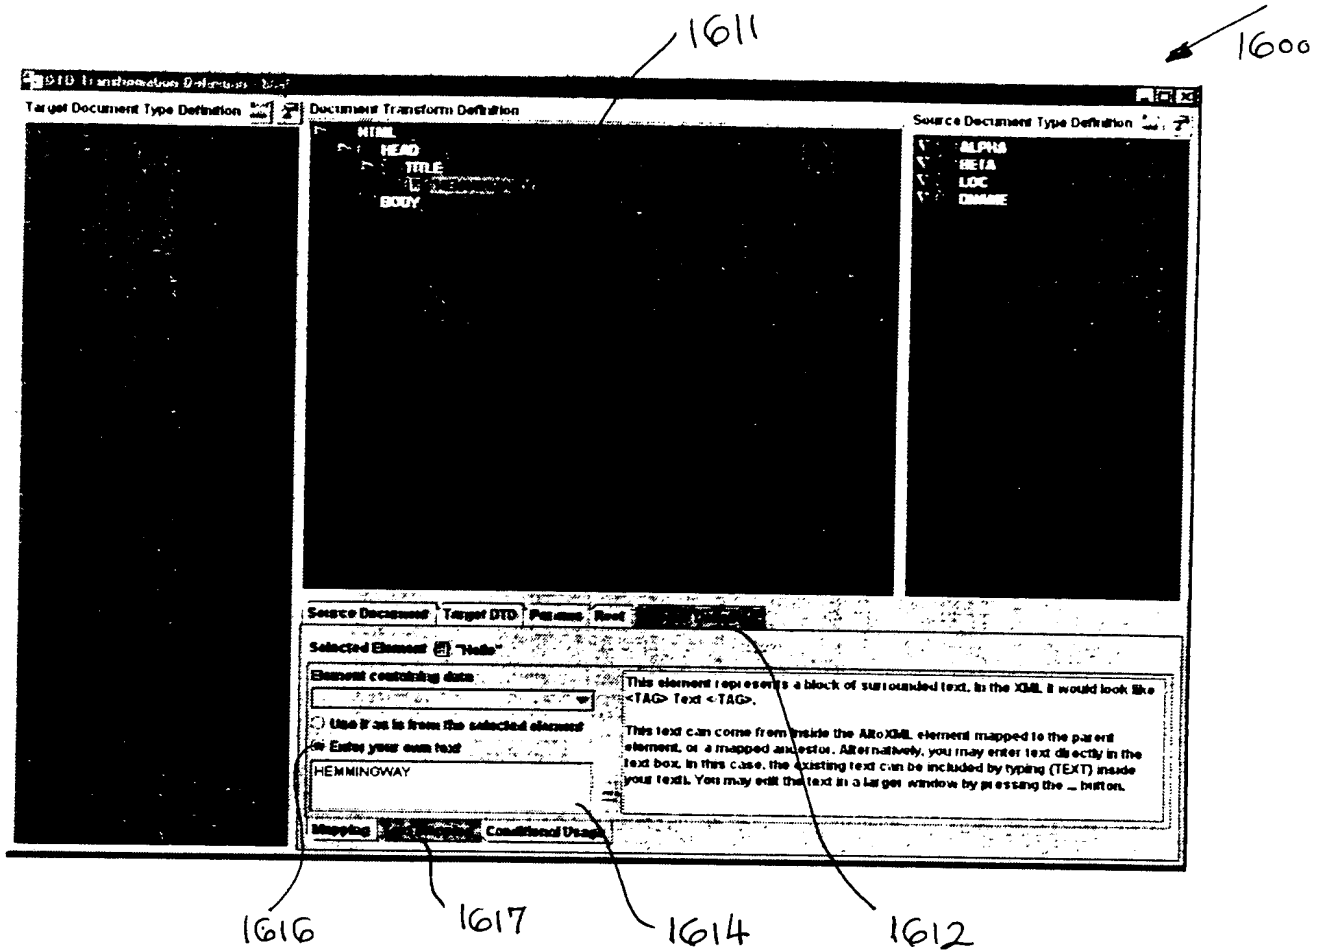 1611
1600
DTD Transformation Definition
Target Document Type Definition
Document Transform Definition
Source Document Type Definition
HTML
HEAD
TITLE
BODY
ALPHA
BETA
LOC
DNAME
Source Document
Target DTD
Params
Root
Selected Element "Hello"
Element containing data
Use it as is from the selected element
Enter your own text
HEMMINGWAY
This element represents a block of surrounded text. In the XML it would look like
<TAG> Text <TAG>.
This text can come from inside the AltoXML element mapped to the parent
element, or a mapped ancestor. Alternatively, you may enter text directly in the
text box. In this case, the existing text can be included by typing {TEXT} inside
your text. You may edit the text in a larger window by pressing the ... button.
Mapping
Conditional Usage
1616
1617
1614
1612